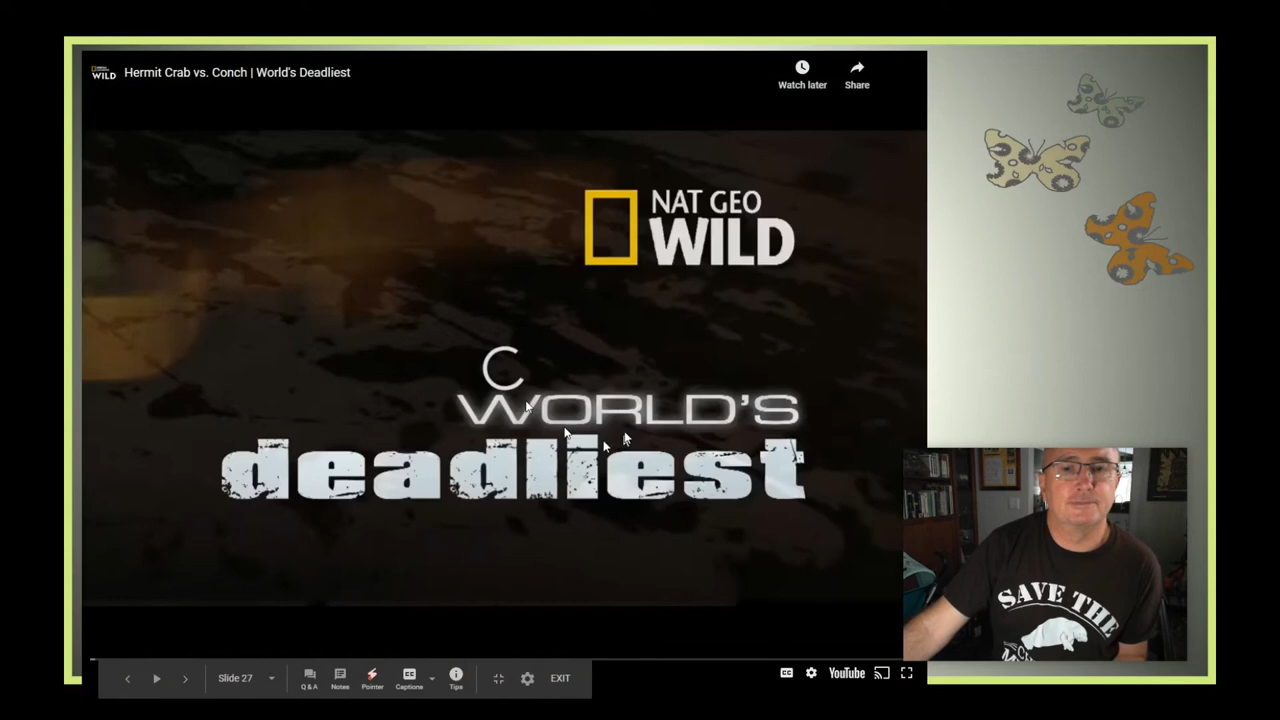 WILD
Hermit Crab vs. Conch | World's Deadliest
Watch later
Share
NAT GEO
WILD
WORLD'S
deadliest
SAVE THE
Slide 27
Q & A
Notes
Pointer
Captions
Tips
EXIT
YouTube